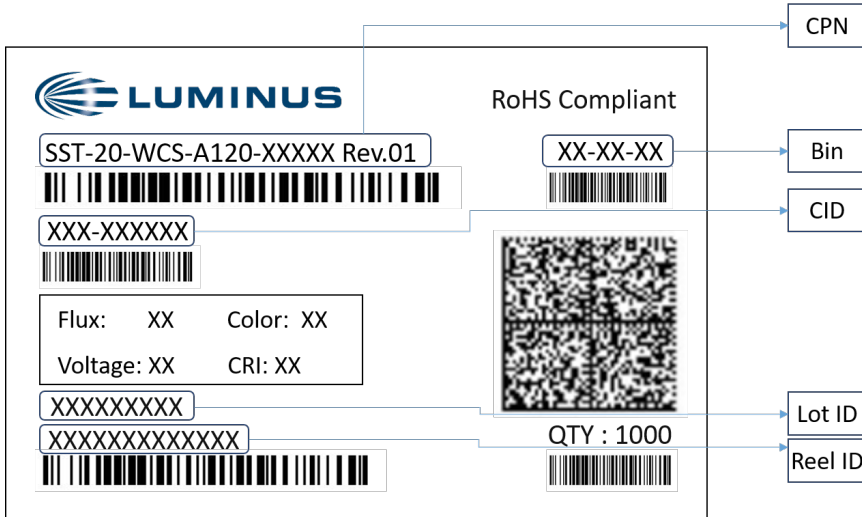 CPN
LUMINUS
RoHS Compliant
SST-20-WCS-A120-XXXXX Rev.01
XX-XX-XX
Bin
XXX-XXXXXX
CID
Flux: XX Color: XX
Voltage: XX CRI: XX
XXXXXXXXX
Lot ID
XXXXXXXXXXXXX
QTY : 1000
Reel ID